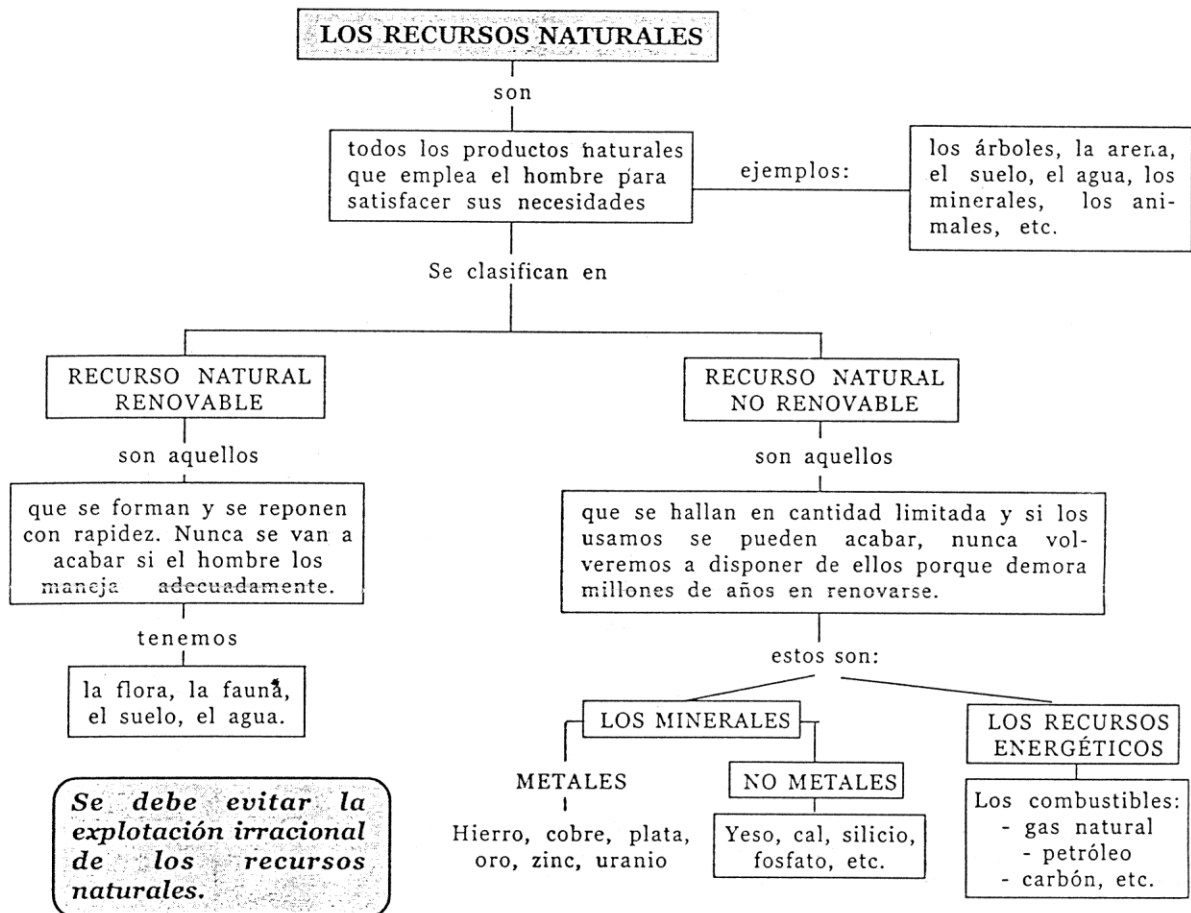 LOS RECURSOS NATURALES
son
todos los productos naturales
que emplea el hombre para
satisfacer sus necesidades
ejemplos:
los árboles, la arena,
el suelo, el agua, los
minerales, los ani-
males, etc.
Se clasifican en
RECURSO NATURAL
RENOVABLE
son aquellos
que se forman y se reponen
con rapidez. Nunca se van a
acabar si el hombre los
maneja adecuadamente.
tenemos
la flora, la fauna,
el suelo, el agua.
Se debe evitar la
explotación irracional
de los recursos
naturales.
RECURSO NATURAL
NO RENOVABLE
son aquellos
que se hallan en cantidad limitada y si los
usamos se pueden acabar, nunca vol-
veremos a disponer de ellos porque demora
millones de años en renovarse.
estos son:
LOS MINERALES
METALES
Hierro, cobre, plata,
oro, zinc, uranio
NO METALES
Yeso, cal, silicio,
fosfato, etc.
LOS RECURSOS
ENERGÉTICOS
Los combustibles:
- gas natural
- petróleo
- carbón, etc.